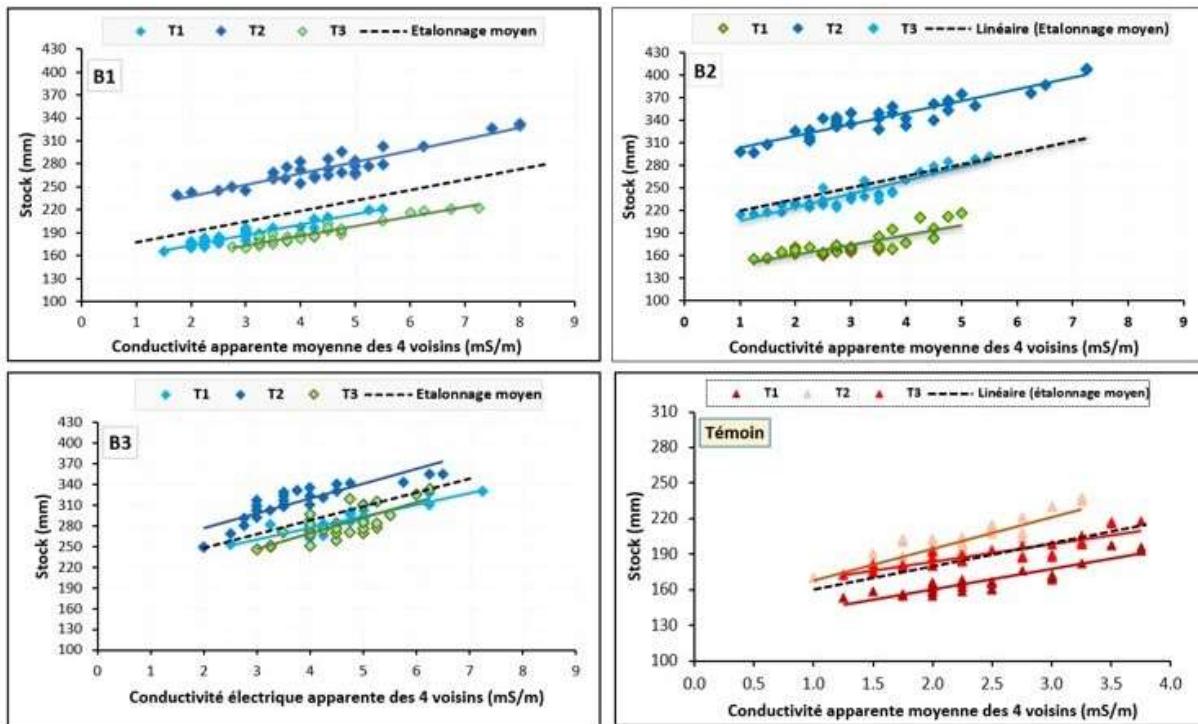 T1 T2 T3 Etalonnage moyen
B1
Stock (mm)
430
400
370
340
310
280
250
220
190
160
130
100
0 1 2 3 4 5 6 7 8 9
Conductivité apparente moyenne des 4 voisins (mS/m)
T1 T2 T3 Linéaire (Etalonnage moyen)
B2
Stock (mm)
430
400
370
340
310
280
250
220
190
160
130
100
0 1 2 3 4 5 6 7 8 9
Conductivité apparente moyenne des 4 voisins (mS/m)
T1 T2 T3 Etalonnage moyen
B3
Stock (mm)
430
400
370
340
310
280
250
220
190
160
130
100
0 1 2 3 4 5 6 7 8 9
Conductivité électrique apparente des 4 voisins (mS/m)
T1 T2 T3 Linéaire (étalonnage moyen)
Témoin
Stock (mm)
310
280
250
220
190
160
130
100
0.0 0.5 1.0 1.5 2.0 2.5 3.0 3.5 4.0
Conductivité apparente moyenne des 4 voisins (mS/m)